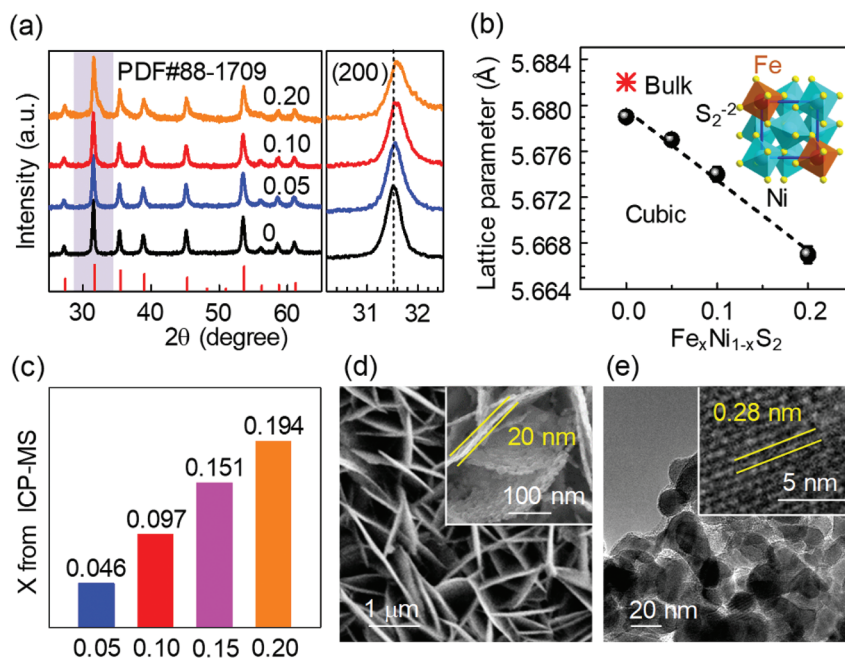 (a)
PDF#88-1709
(200)
0.20
0.10
0.05
0
Intensity (a.u.)
30 40 50 60 31 32
2θ (degree)
(b)
Lattice parameter (Å)
5.684
5.680
5.676
5.672
5.668
5.664
Bulk
Fe
S₂⁻²
Ni
Cubic
0.0 0.1 0.2
FeₓNi₁₋ₓS₂
(c)
X from ICP-MS
0.046
0.097
0.151
0.194
0.05 0.10 0.15 0.20
(d)
20 nm
100 nm
1 μm
(e)
0.28 nm
5 nm
20 nm